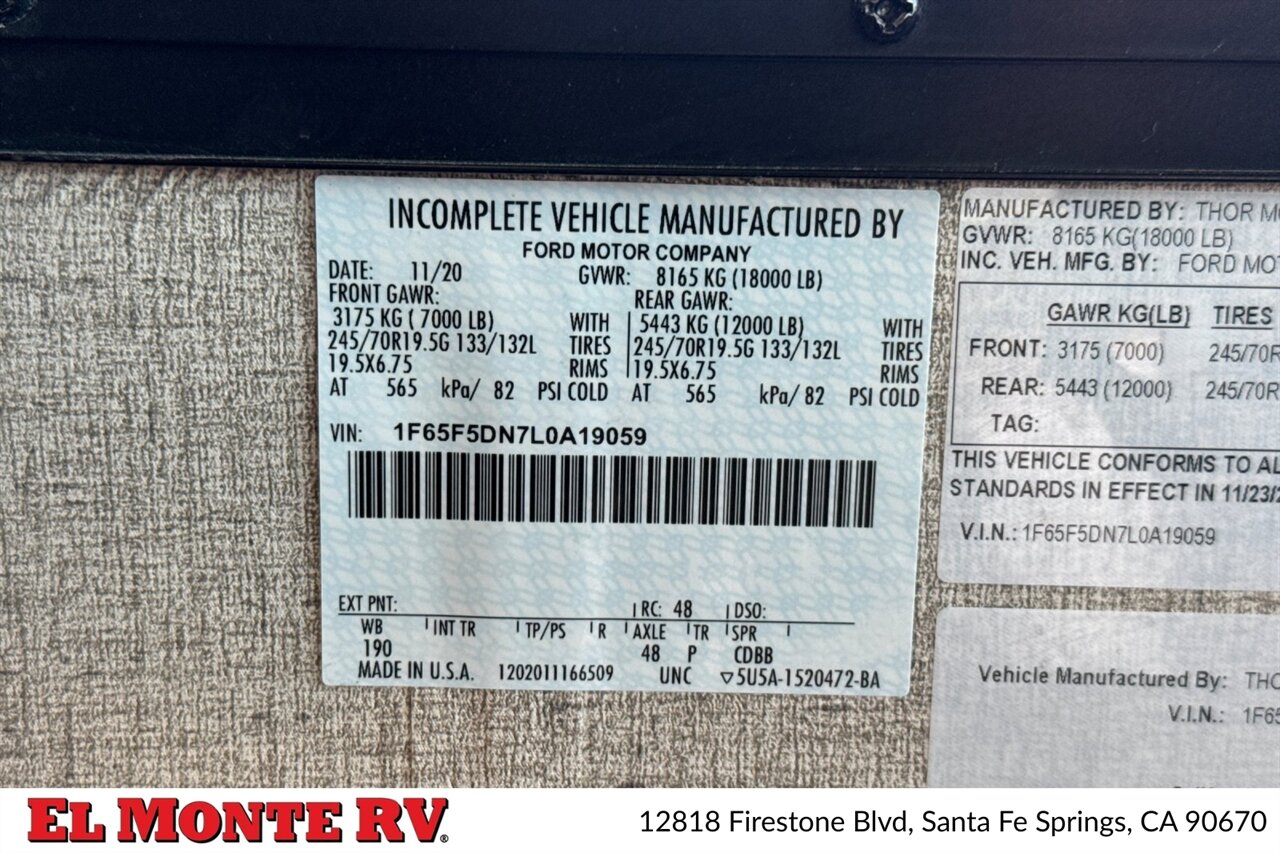 INCOMPLETE VEHICLE MANUFACTURED BY
FORD MOTOR COMPANY
DATE: 11/20 GVWR: 8165 KG (18000 LB)
FRONT GAWR: REAR GAWR:
3175 KG ( 7000 LB) WITH 5443 KG (12000 LB) WITH
245/70R19.5G 133/132L TIRES 245/70R19.5G 133/132L TIRES
19.5X6.75 RIMS 19.5X6.75 RIMS
AT 565 kPa/ 82 PSI COLD AT 565 kPa/ 82 PSI COLD
VIN: 1F65F5DN7L0A19059
EXT PNT: RC: 48 DSO:
WB INT TR TP/PS R AXLE TR SPR
190 48 P CDBB
MADE IN U.S.A. 1202011166509 UNC ▽5U5A-1520472-BA
MANUFACTURED BY: THOR M
GVWR: 8165 KG(18000 LB)
INC. VEH. MFG. BY: FORD MOT
GAWR KG(LB) TIRES
FRONT: 3175 (7000) 245/70R
REAR: 5443 (12000) 245/70R
TAG:
THIS VEHICLE CONFORMS TO AL
STANDARDS IN EFFECT IN 11/23/2
V.I.N.: 1F65F5DN7L0A19059
Vehicle Manufactured By: THO
V.I.N.: 1F65
EL MONTE RV®
12818 Firestone Blvd, Santa Fe Springs, CA 90670